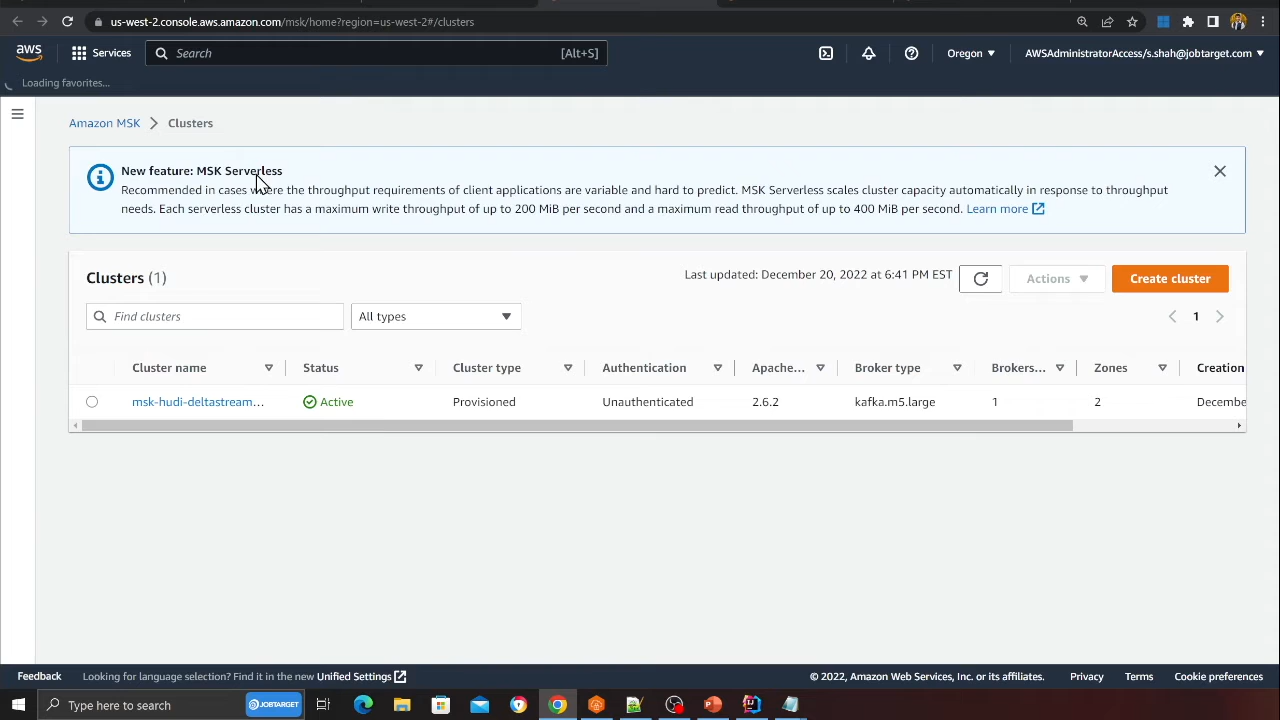 us-west-2.console.aws.amazon.com/msk/home?region=us-west-2#/clusters
aws Services Search [Alt+S] Oregon AWSAdministratorAccess/s.shah@jobtarget.com
Loading favorites...
Amazon MSK Clusters
New feature: MSK Serverless
Recommended in cases where the throughput requirements of client applications are variable and hard to predict. MSK Serverless scales cluster capacity automatically in response to throughput
needs. Each serverless cluster has a maximum write throughput of up to 200 MiB per second and a maximum read throughput of up to 400 MiB per second. Learn more
Clusters (1) Last updated: December 20, 2022 at 6:41 PM EST Actions Create cluster
Find clusters All types 1
Cluster name Status Cluster type Authentication Apache... Broker type Brokers... Zones Creation
msk-hudi-deltastream... Active Provisioned Unauthenticated 2.6.2 kafka.m5.large 1 2 Decembe
Feedback Looking for language selection? Find it in the new Unified Settings © 2022, Amazon Web Services, Inc. or its affiliates. Privacy Terms Cookie preferences
Type here to search JOBTARGET